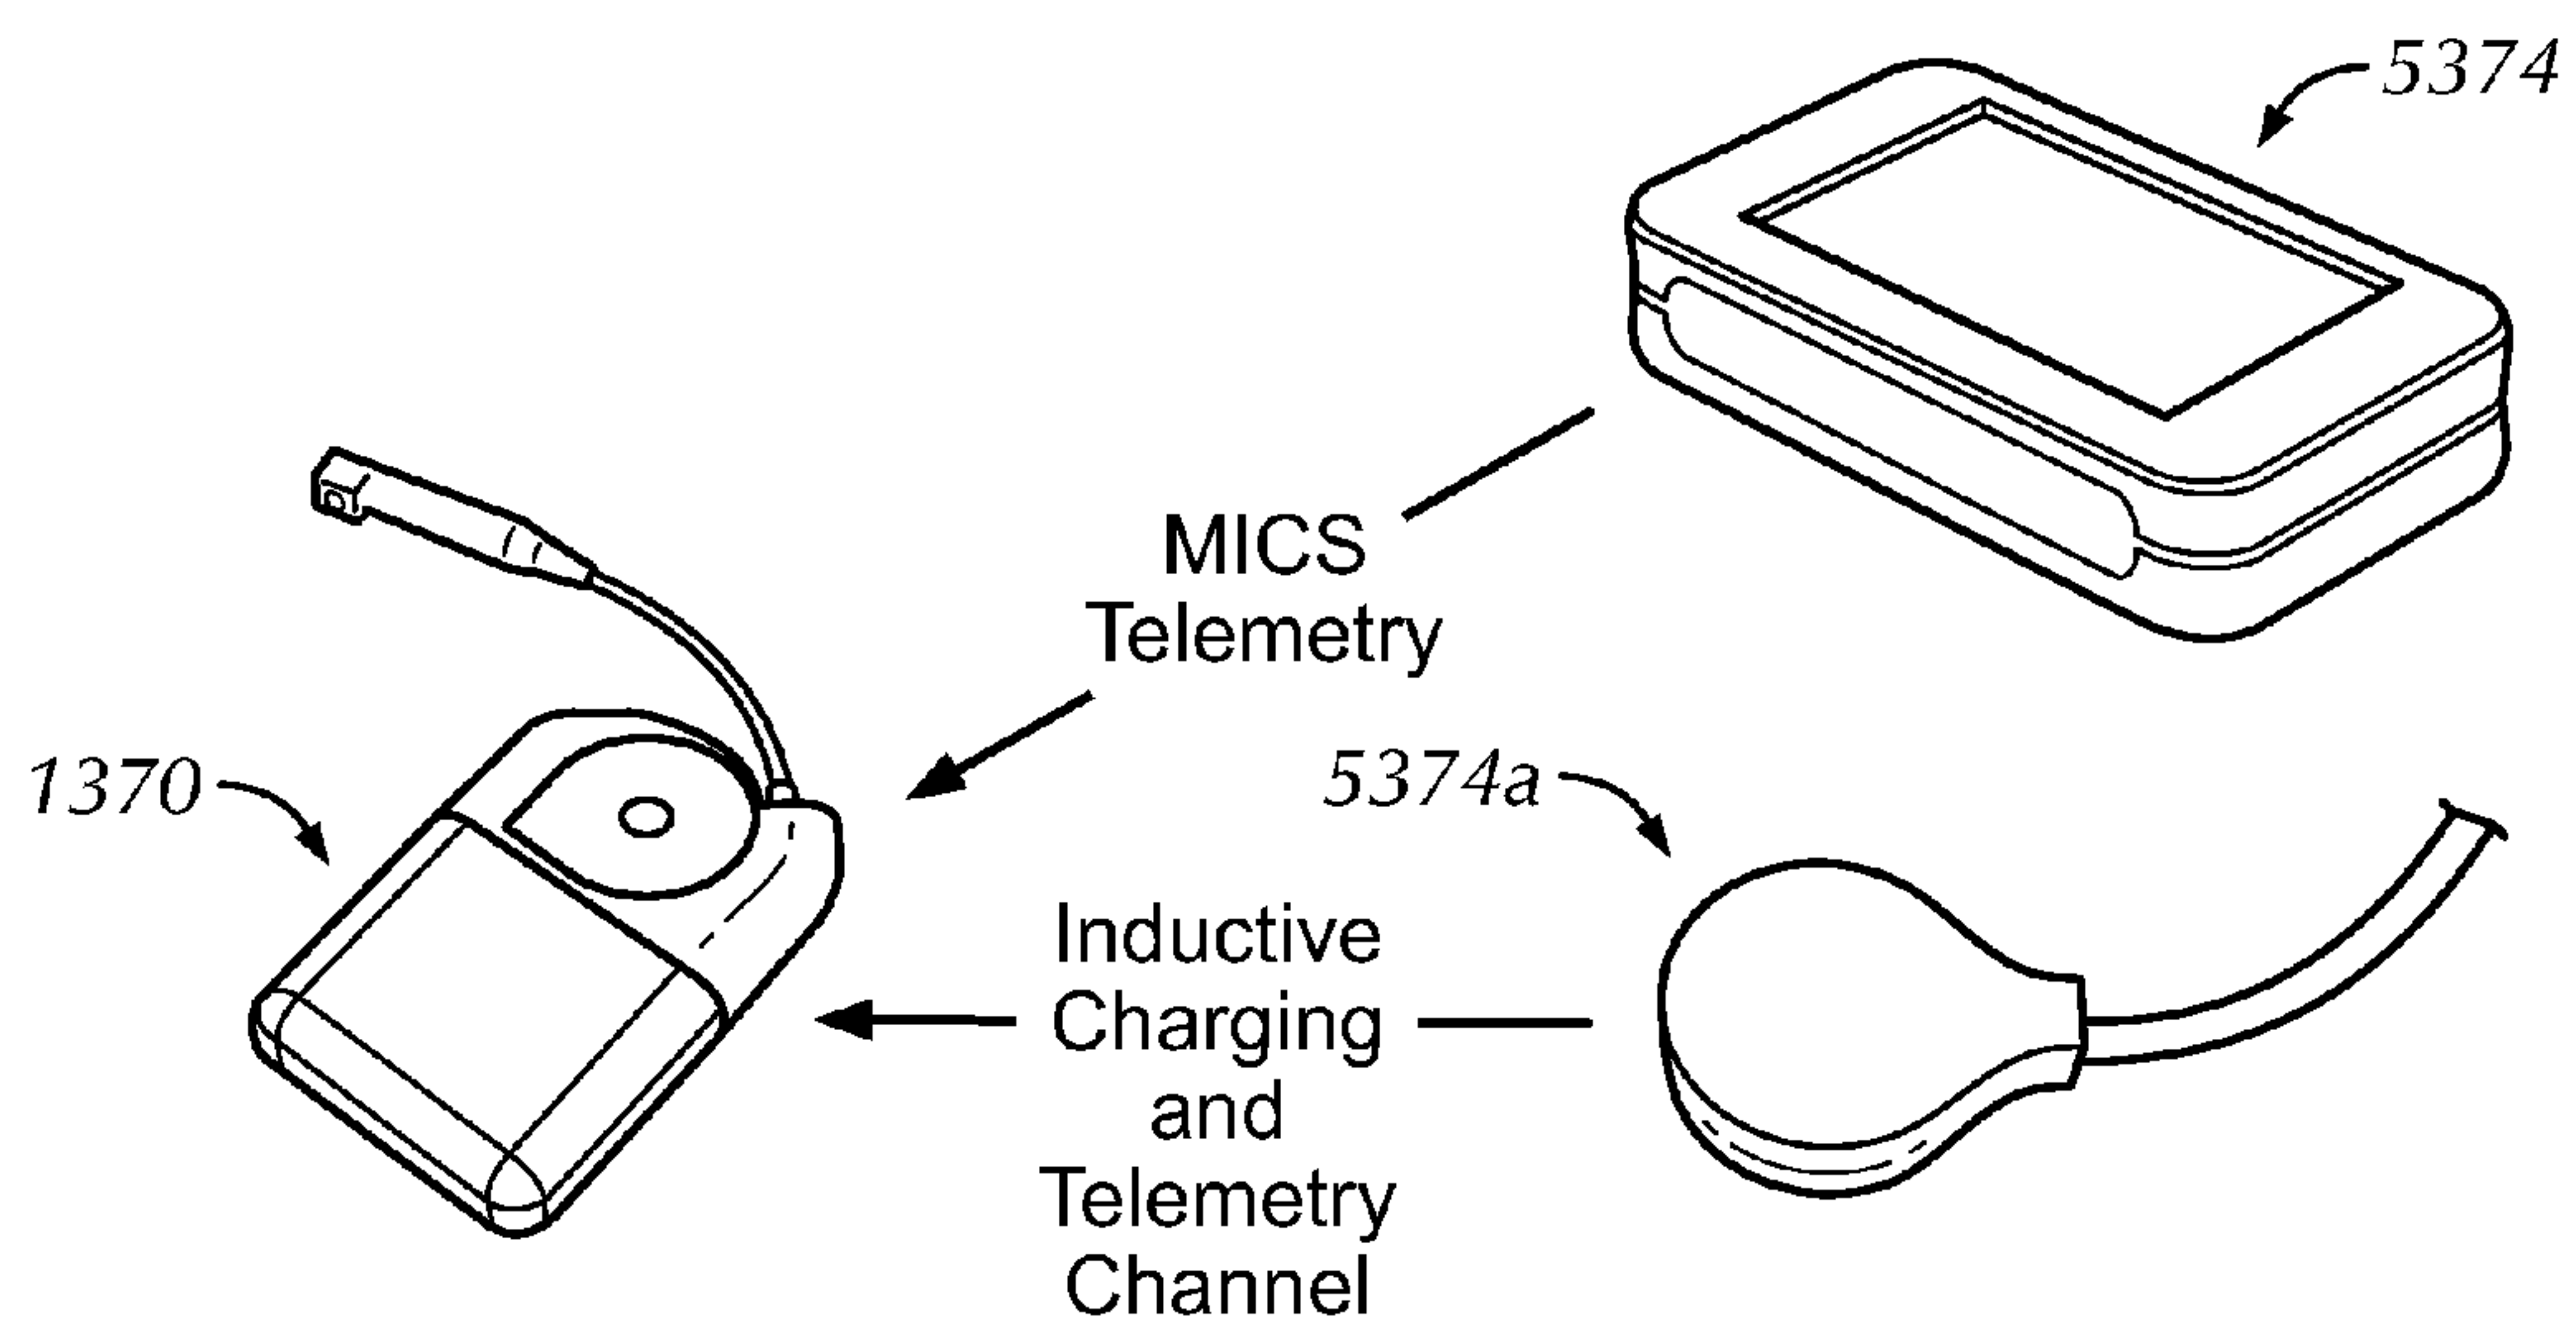 5374
MICS
Telemetry
1370
5374a
Inductive
Charging
and
Telemetry
Channel